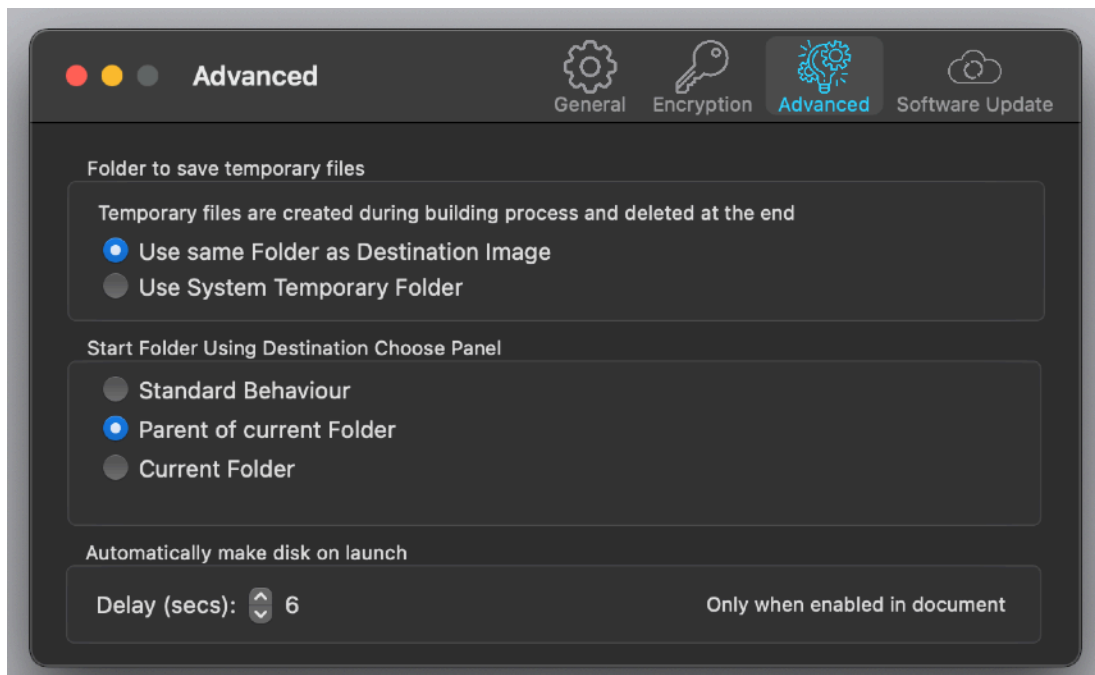 Advanced
General
Encryption
Advanced
Software Update
Folder to save temporary files
Temporary files are created during building process and deleted at the end
Use same Folder as Destination Image
Use System Temporary Folder
Start Folder Using Destination Choose Panel
Standard Behaviour
Parent of current Folder
Current Folder
Automatically make disk on launch
Delay (secs): 6
Only when enabled in document